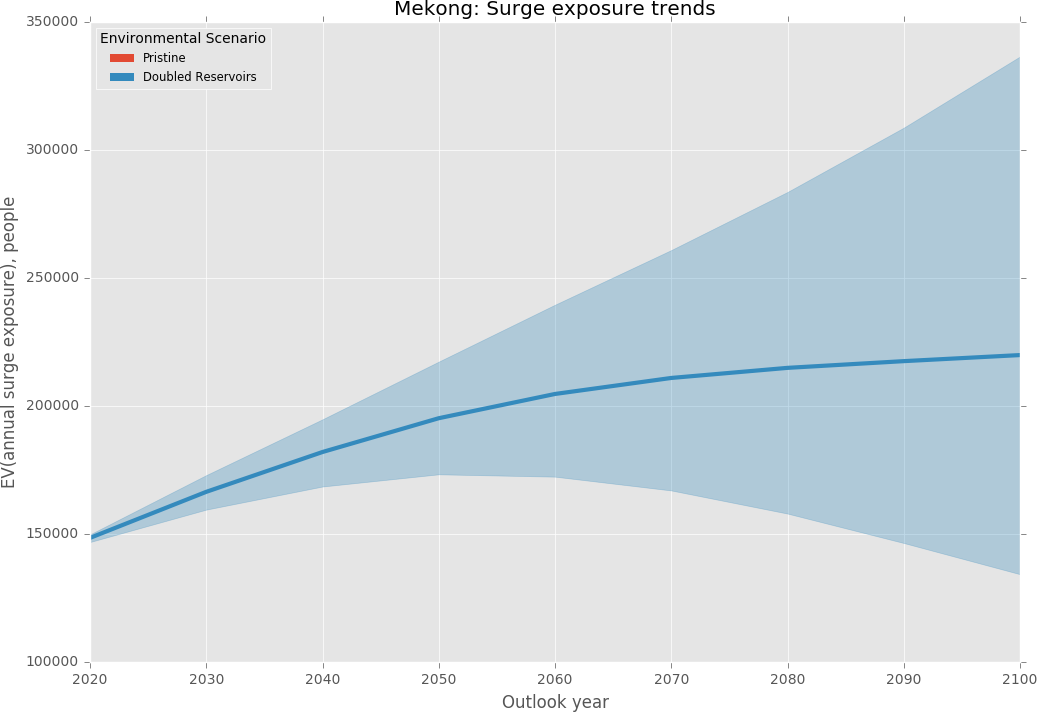 Mekong: Surge exposure trends
350000
300000
250000
200000
150000
100000
EV(annual surge exposure), people
Environmental Scenario
Pristine
Doubled Reservoirs
2020 2030 2040 2050 2060 2070 2080 2090 2100
Outlook year